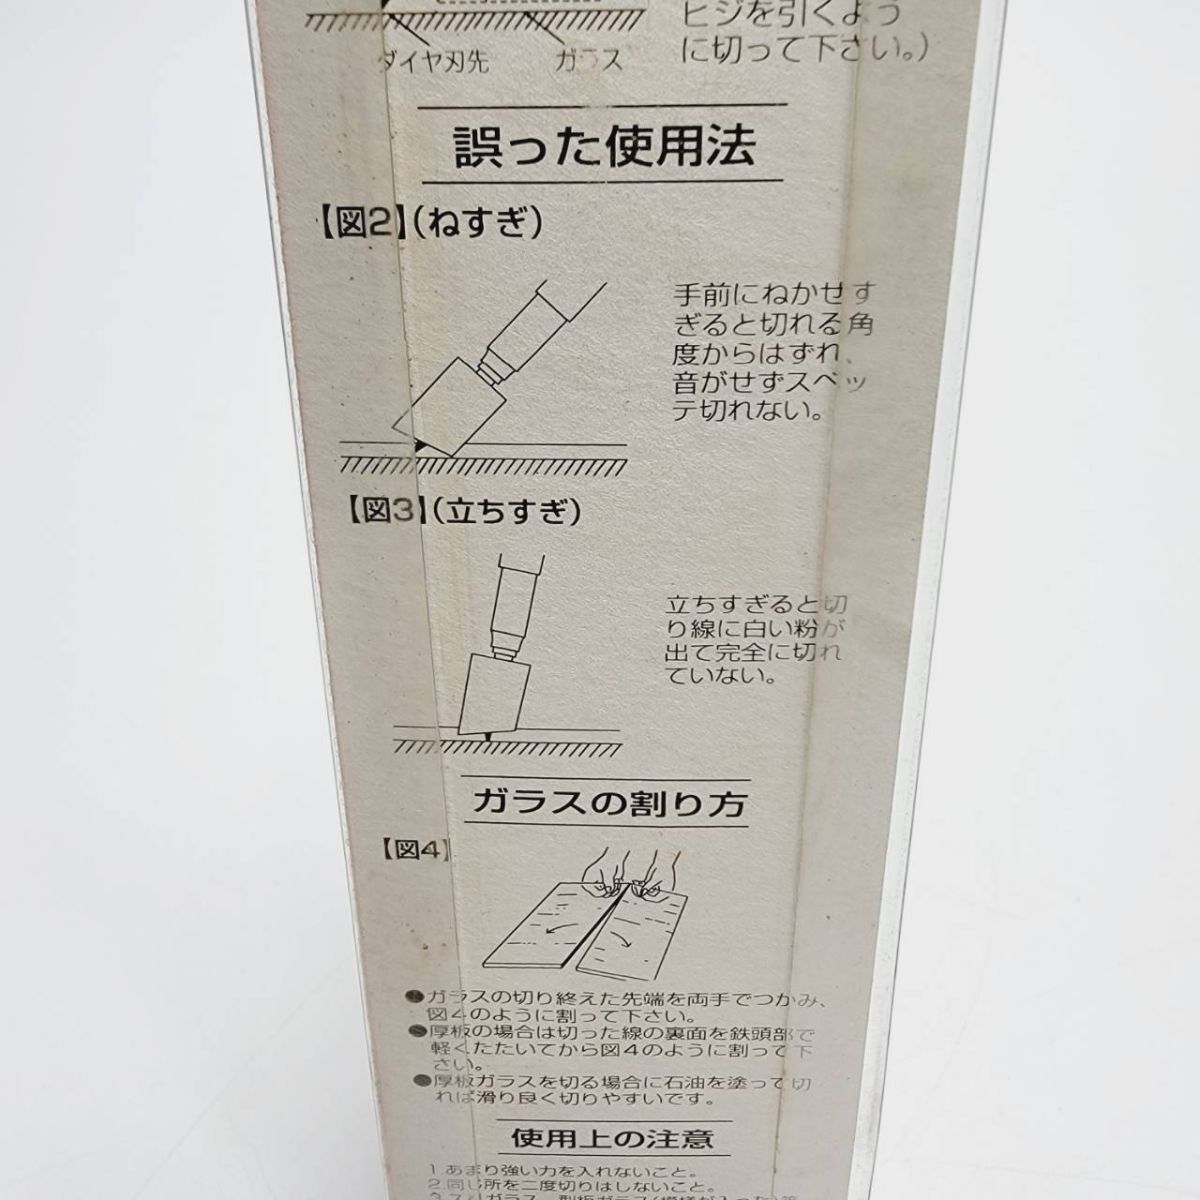 ヒジを引くよう
に切って下さい。)
ダイヤ刃先 ガラス
誤った使用法
【図2】(ねすぎ)
手前にねかせす
ぎると切れる角
度からはずれ、
音がせずスベッ
テ切れない。
【図3】(立ちすぎ)
立ちすぎると切
り線に白い粉が
出て完全に切れ
ていない。
ガラスの割り方
【図4】
●ガラスの切り終えた先端を両手でつかみ、
図4のように割って下さい。
●厚板の場合は切った線の裏面を鉄頭部で
軽くたたいてから図4のように割って下
さい。
●厚板ガラスを切る場合に石油を塗って切
れば滑り良く切りやすいです。
使用上の注意
1.あまり強い力を入れないこと。
2.同じ所を二度切りはしないこと。